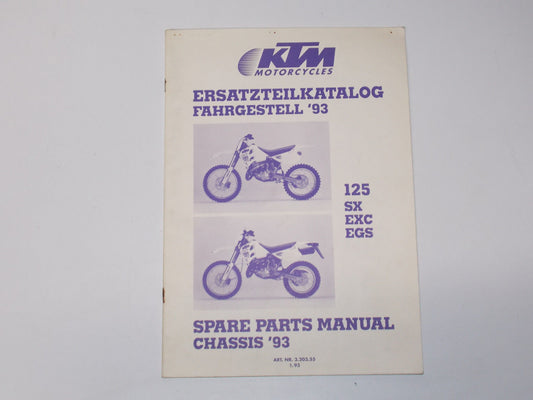 KTM
MOTORCYCLES
ERSATZTEILKATALOG
FAHRGESTELL '93
125
SX
EXC
EGS
SPARE PARTS MANUAL
CHASSIS '93
ART. NR. 3.205.55
1.93